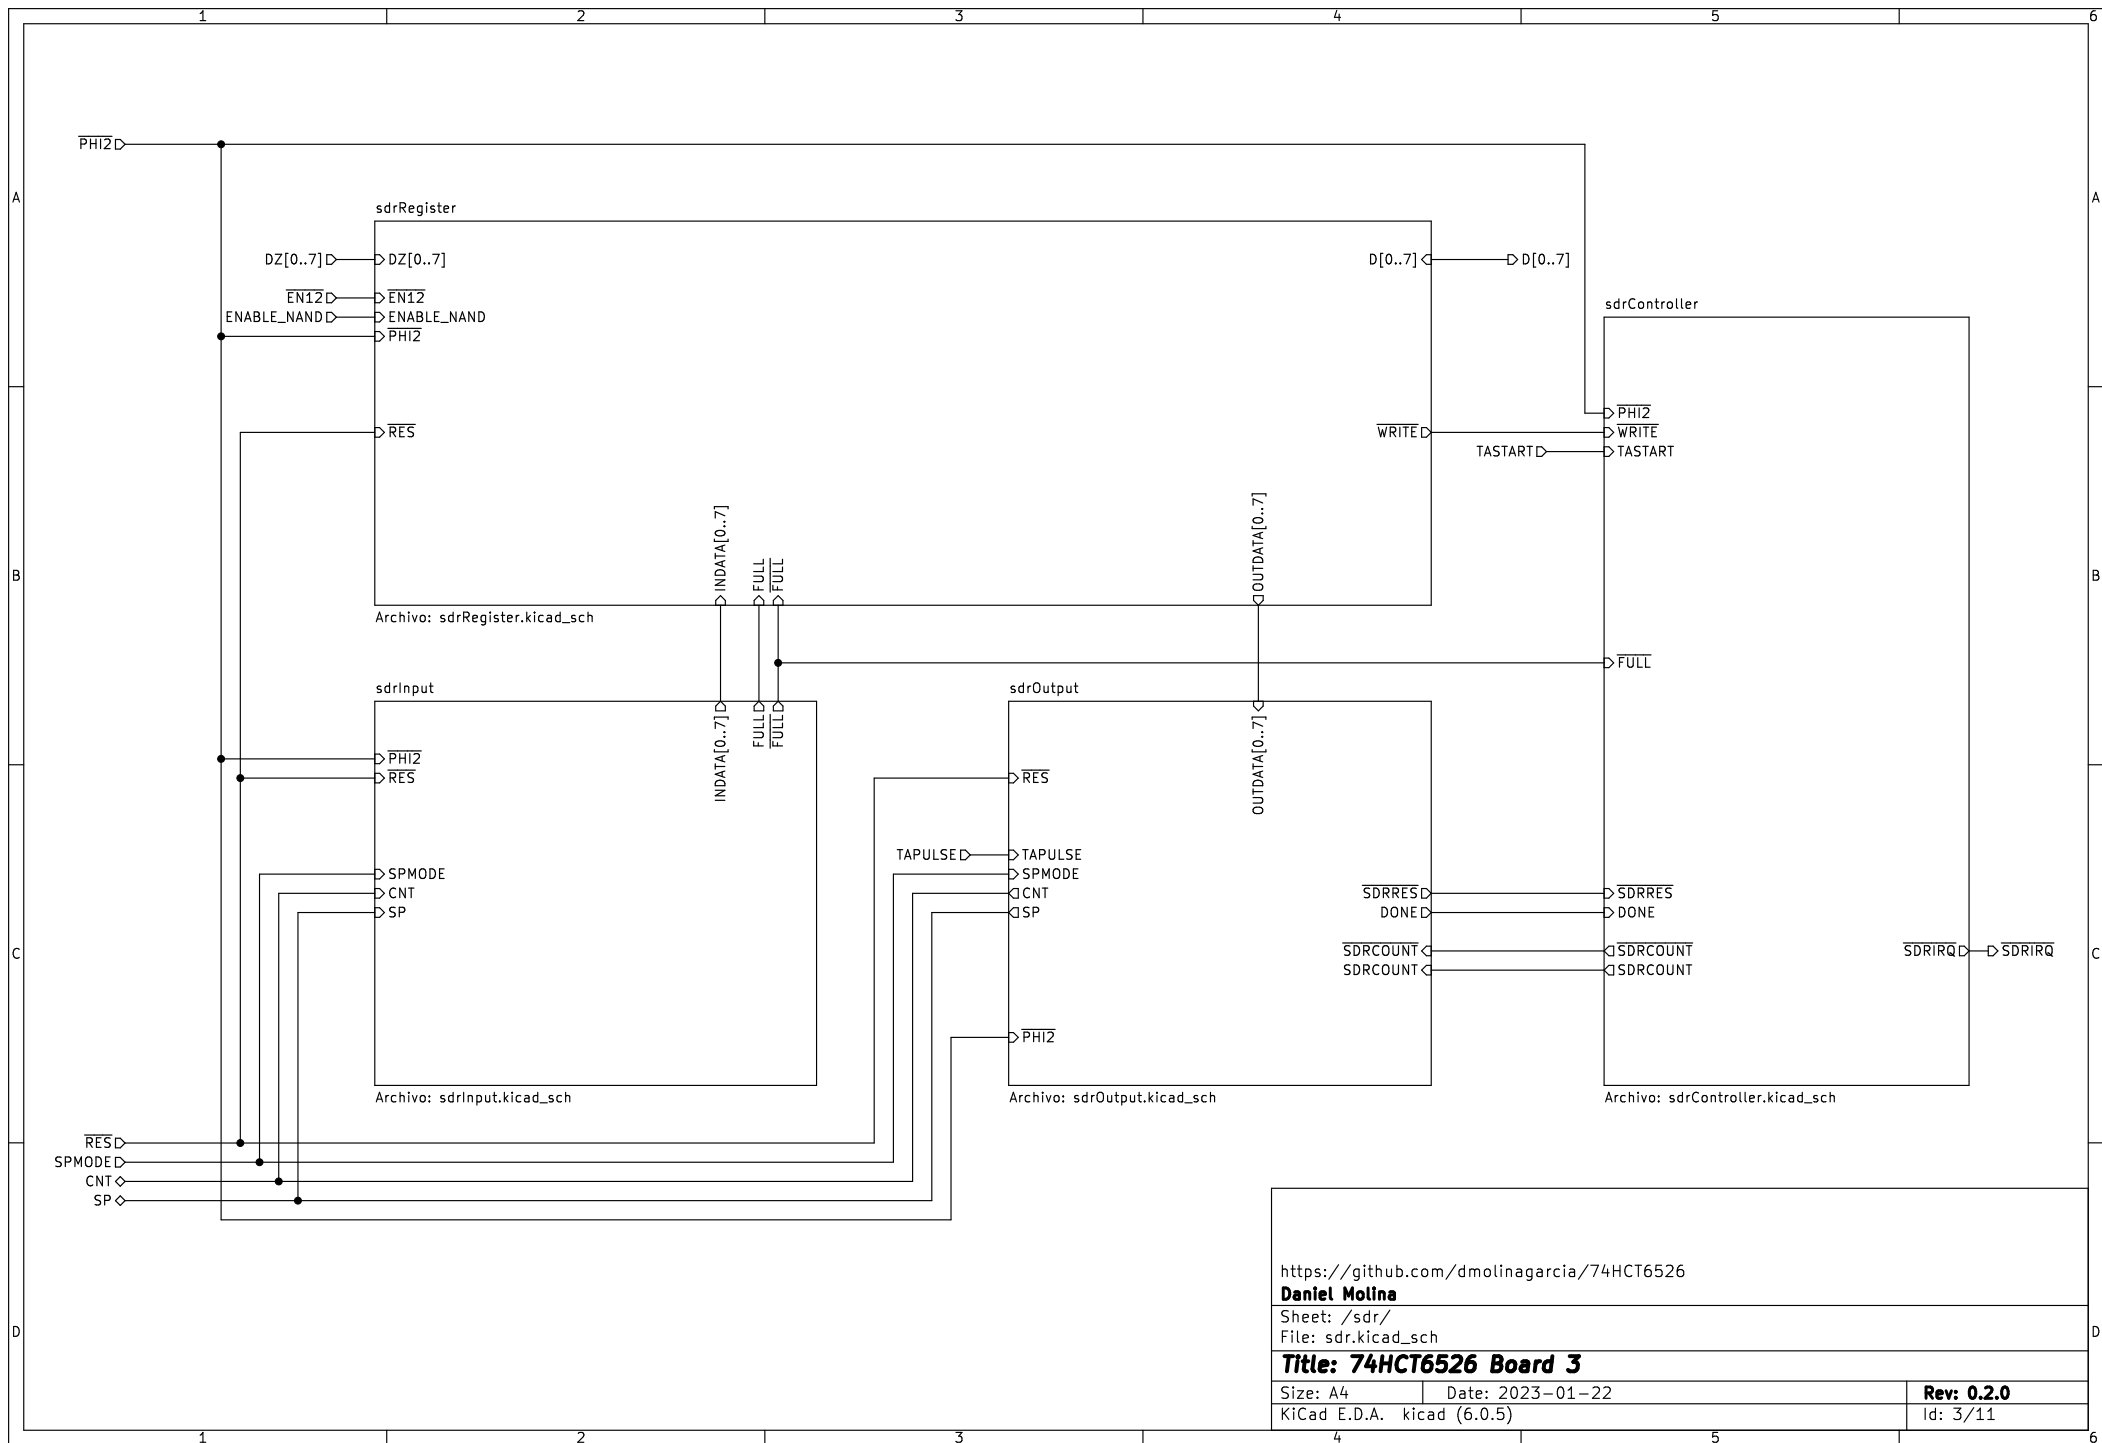 1 2 3 4 5 6
PHI2
A A
sdrRegister
DZ[0..7] DZ[0..7] D[0..7] D[0..7]
EN12 EN12
ENABLE_NAND ENABLE_NAND
PHI2
sdrController
PHI2
RES WRITE WRITE
TASTART TASTART
INDATA[0..7] FULL FULL OUTDATA[0..7]
B B
Archivo: sdrRegister.kicad_sch
FULL
sdrInput sdrOutput
INDATA[0..7] FULL FULL OUTDATA[0..7]
PHI2
RES RES
TAPULSE TAPULSE
SPMODE SPMODE
CNT CNT SDRRES SDRRES
SP SP DONE DONE
C C
SDRCOUNT SDRCOUNT SDRIRQ SDRIRQ
SDRCOUNT SDRCOUNT
PHI2
Archivo: sdrInput.kicad_sch Archivo: sdrOutput.kicad_sch Archivo: sdrController.kicad_sch
RES
SPMODE
CNT
SP
https://github.com/dmolinagarcia/74HCT6526
Daniel Molina
Sheet: /sdr/
D D
File: sdr.kicad_sch
Title: 74HCT6526 Board 3
Size: A4 Date: 2023-01-22 Rev: 0.2.0
KiCad E.D.A. kicad (6.0.5) Id: 3/11
1 2 3 4 5 6